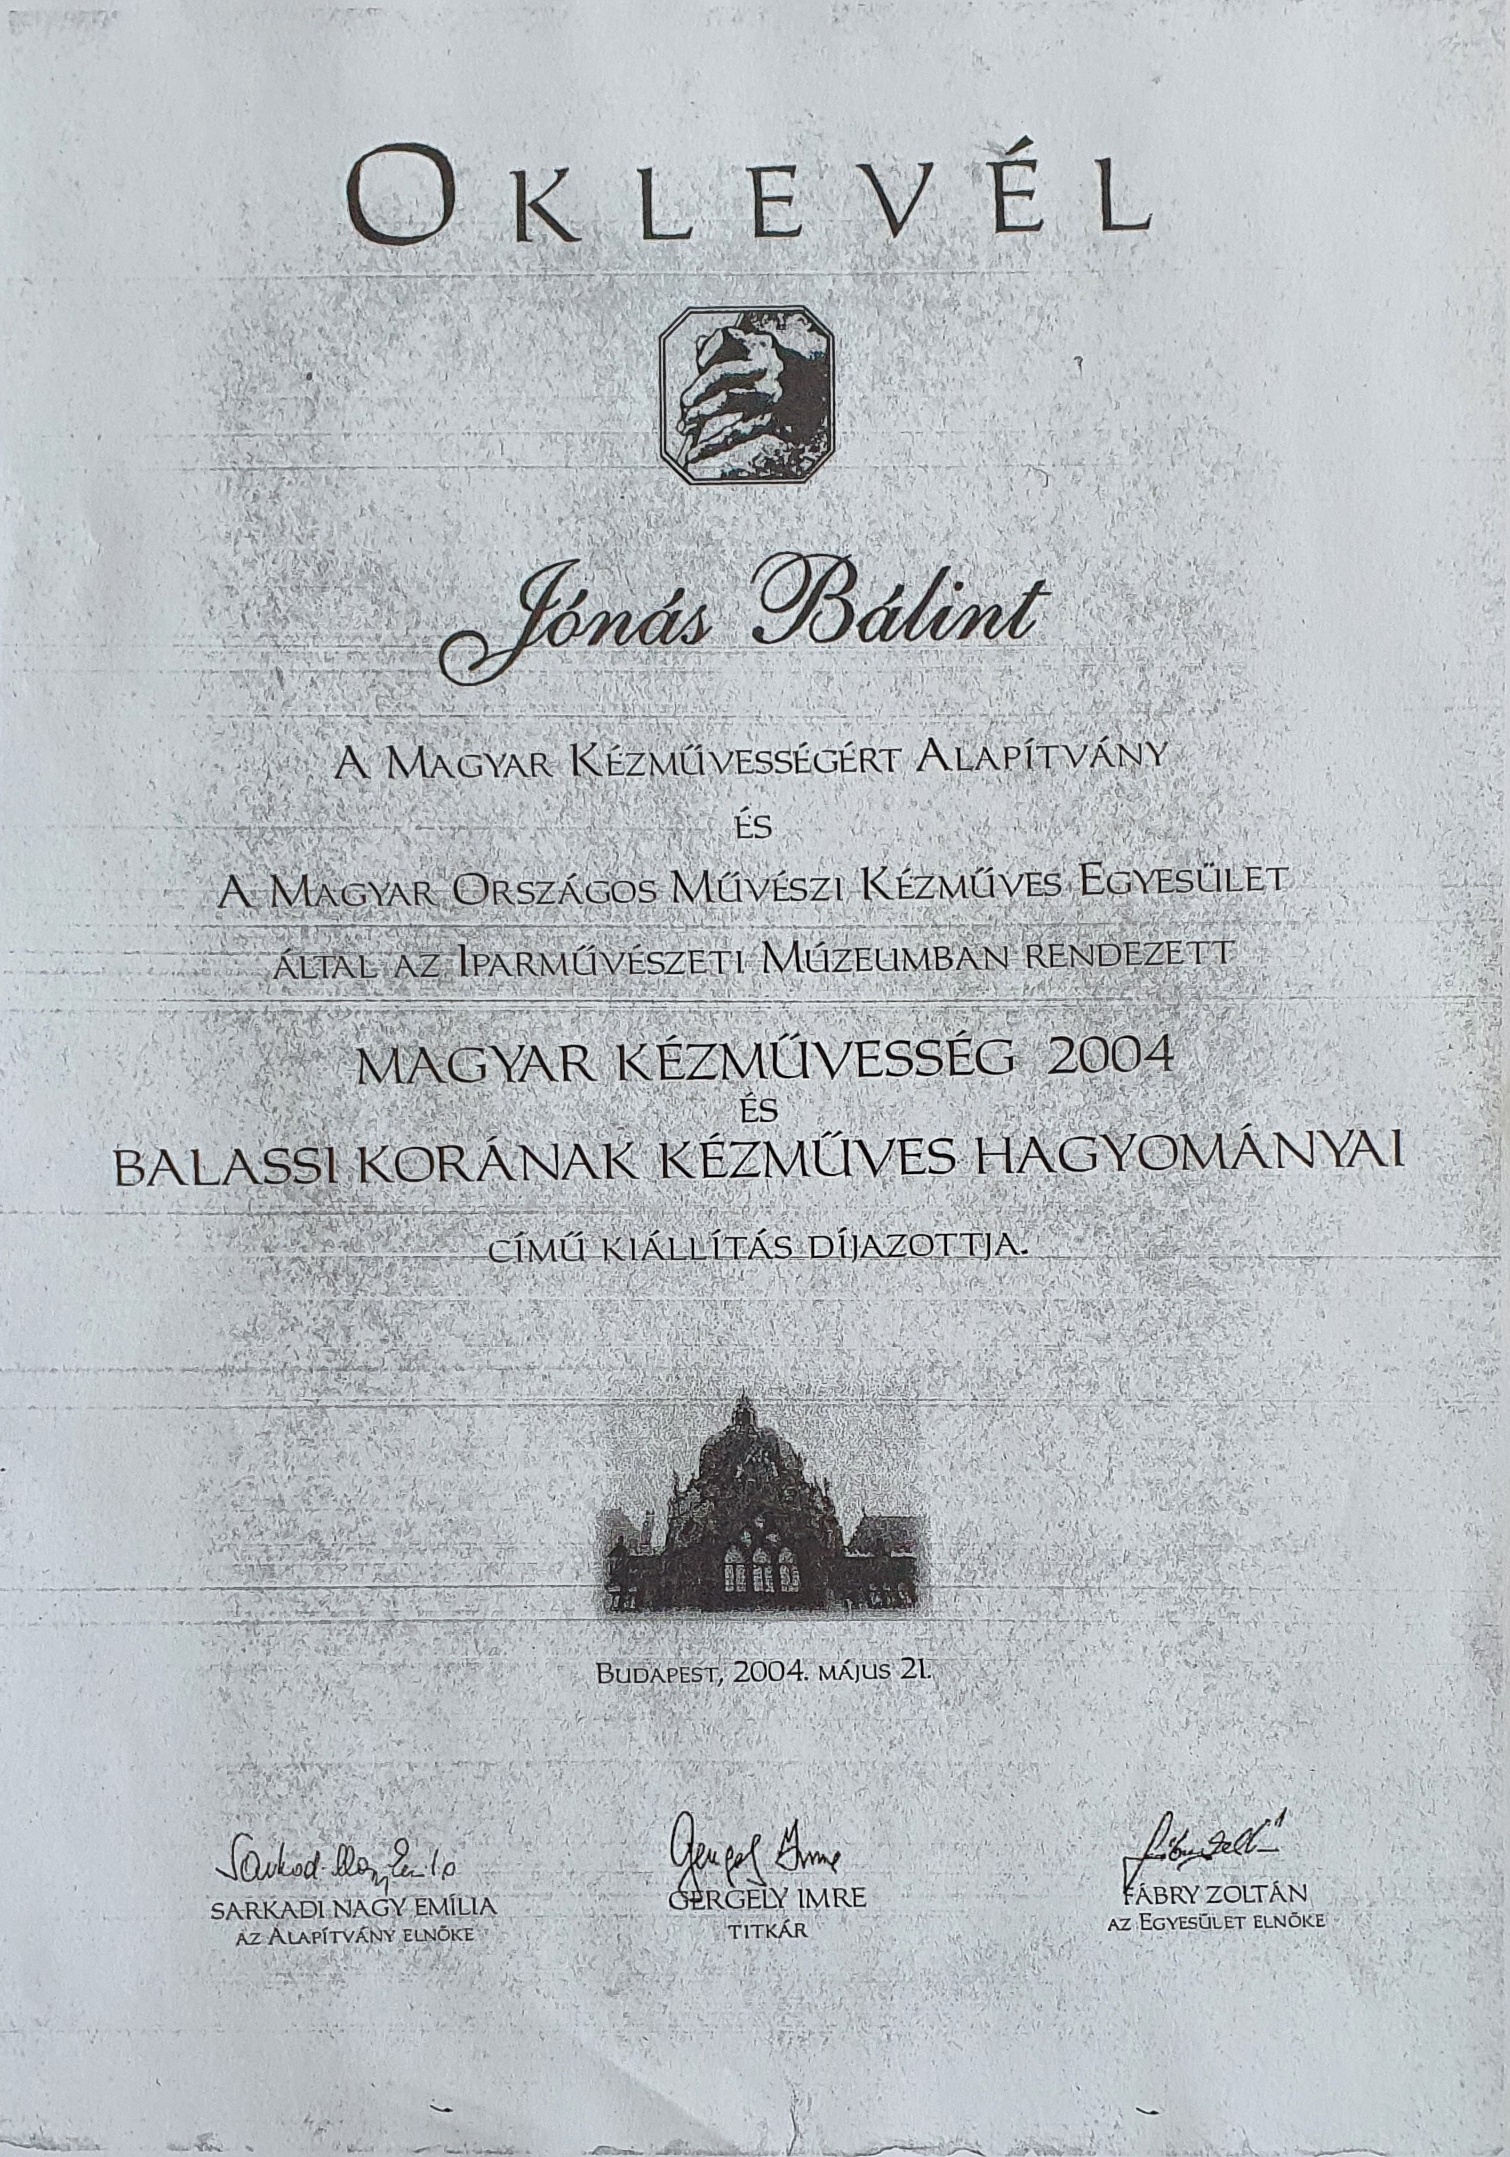 OKLEVÉL
Jónás Bálint
A MAGYAR KÉZMŰVESSÉGÉRT ALAPÍTVÁNY
ÉS
A MAGYAR ORSZÁGOS MŰVÉSZI KÉZMŰVES EGYESÜLET
ÁLTAL AZ IPARMŰVÉSZETI MÚZEUMBAN RENDEZETT
MAGYAR KÉZMŰVESSÉG 2004
ÉS
BALASSI KORÁNAK KÉZMŰVES HAGYOMÁNYAI
CÍMŰ KIÁLLÍTÁS DÍJAZOTTJA.
BUDAPEST, 2004. MÁJUS 21.
Gergely Imre
SARKADI NAGY EMÍLIA GERGELY IMRE FÁBRY ZOLTÁN
AZ ALAPÍTVÁNY ELNÖKE TITKÁR AZ EGYESÜLET ELNÖKE